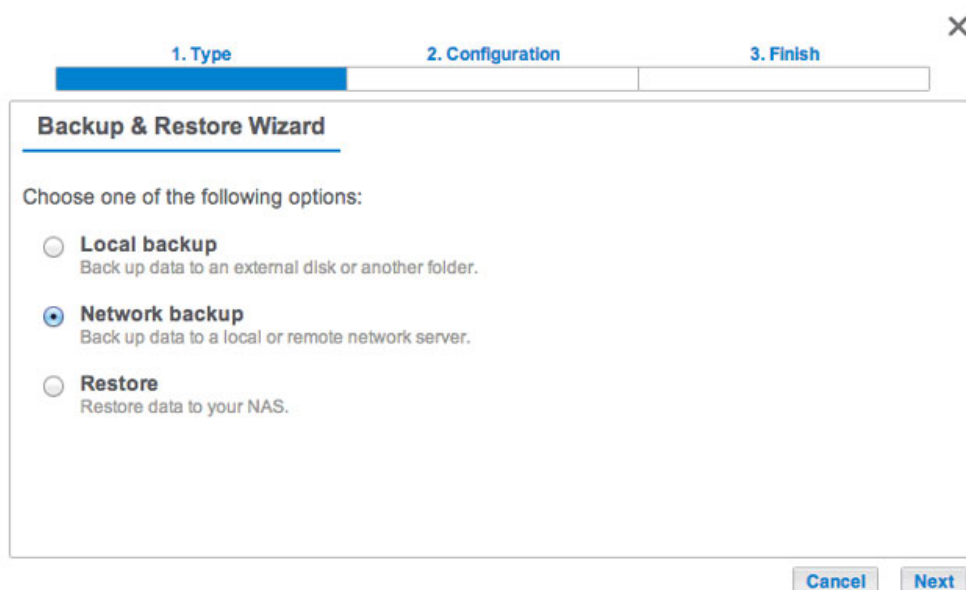 1. Type 2. Configuration 3. Finish
Backup & Restore Wizard
Choose one of the following options:
Local backup
Back up data to an external disk or another folder.
Network backup
Back up data to a local or remote network server.
Restore
Restore data to your NAS.
Cancel Next